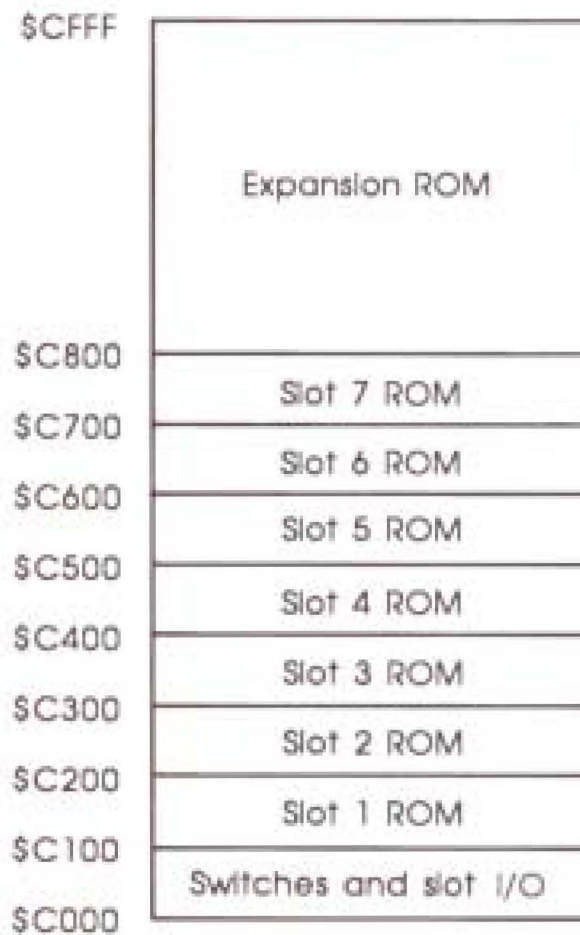 $CFFF
Expansion ROM
$C800
Slot 7 ROM
$C700
Slot 6 ROM
$C600
Slot 5 ROM
$C500
Slot 4 ROM
$C400
Slot 3 ROM
$C300
Slot 2 ROM
$C200
Slot 1 ROM
$C100
Switches and slot I/O
$C000